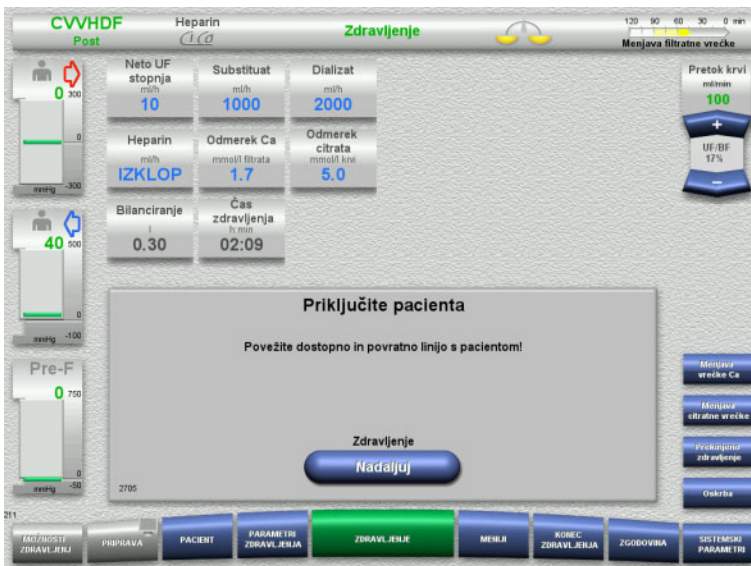 CVVHDF
Post
Heparin
Ci Ca
Zdravljenje
120 90 60 30 0 min
Menjava filtratne vrečke
0 300
0
mmHg -300
40 500
0
mmHg -100
Pre-F
0 750
0
mmHg -50
211
Neto UF
stopnja
ml/h
10
Substituat
ml/h
1000
Dializat
ml/h
2000
Heparin
ml/h
IZKLOP
Odmerek Ca
mmol/l filtrata
1.7
Odmerek
citrata
mmol/l krvi
5.0
Bilanciranje
l
0.30
Čas
zdravljenja
h:min
02:09
Pretok krvi
ml/min
100
+
UF/BF
17%
–
Priključite pacienta
Povežite dostopno in povratno linijo s pacientom!
Zdravljenje
Nadaljuj
2705
Menjava
vrečke Ca
Menjava
citratne vrečke
Prekinjeno
zdravljenje
Oskrba
MOŽNOSTI
ZDRAVLJENJ
PRIPRAVA
PACIENT
PARAMETRI
ZDRAVLJENJA
ZDRAVLJENJE
MENIJI
KONEC
ZDRAVLJENJA
ZGODOVINA
SISTEMSKI
PARAMETRI